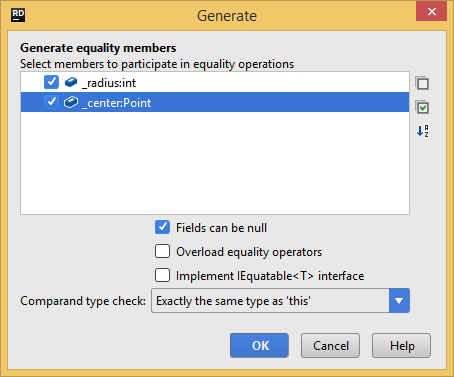 RD
Generate
Generate equality members
Select members to participate in equality operations
_radius:int
_center:Point
A
Z
Fields can be null
Overload equality operators
Implement IEquatable<T> interface
Comparand type check: Exactly the same type as 'this'
OK Cancel Help